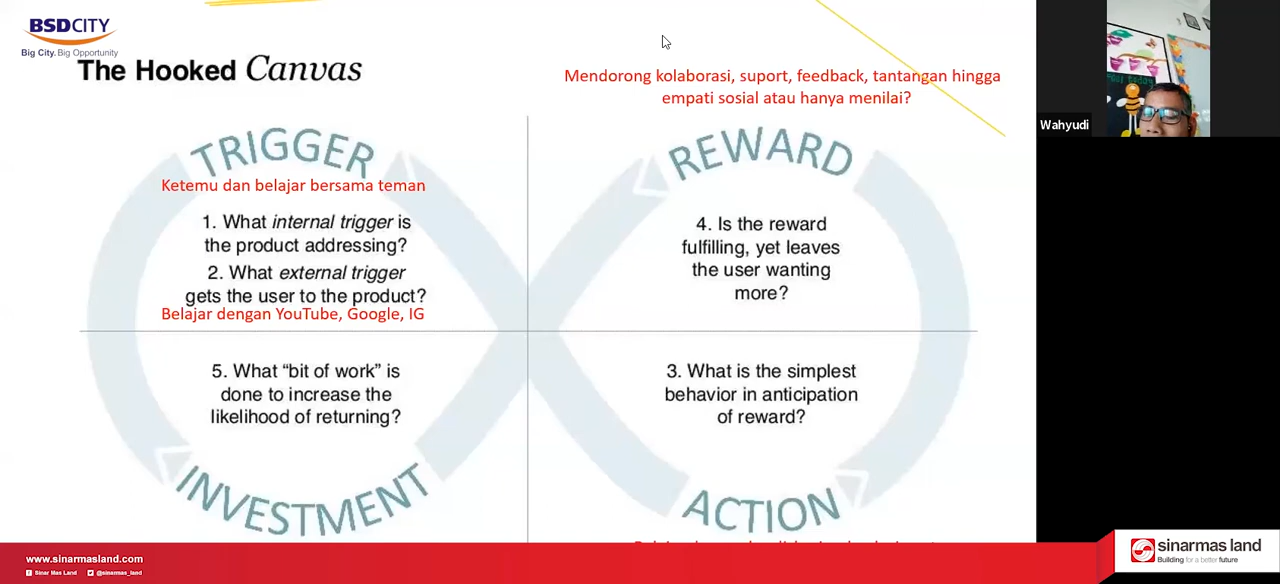 BSDCITY
Big City. Big Opportunity
The Hooked Canvas
Mendorong kolaborasi, suport, feedback, tantangan hingga
empati sosial atau hanya menilai?
Wahyudi
TRIGGER
Ketemu dan belajar bersama teman
1. What internal trigger is
the product addressing?
2. What external trigger
gets the user to the product?
Belajar dengan YouTube, Google, IG
REWARD
4. Is the reward
fulfilling, yet leaves
the user wanting
more?
5. What “bit of work” is
done to increase the
likelihood of returning?
INVESTMENT
3. What is the simplest
behavior in anticipation
of reward?
ACTION
www.sinarmasland.com
Sinar Mas Land @sinarmas_land
sinarmas land
Building for a better future